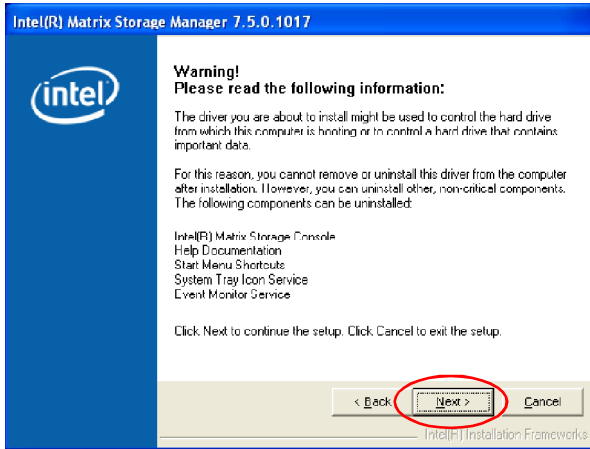 Intel(R) Matrix Storage Manager 7.5.0.1017
intel
Warning!
Please read the following information:
The driver you are about to install might be used to control the hard drive
from which this computer is booting or to control a hard drive that contains
important data.
For this reason, you cannot remove or uninstall this driver from the computer
after installation. However, you can uninstall other, non-critical components.
The following components can be uninstalled:
Intel(R) Matrix Storage Console
Help Documentation
Start Menu Shortcuts
System Tray Icon Service
Event Monitor Service
Click Next to continue the setup. Click Cancel to exit the setup.
< Back
Next >
Cancel
Intel(R) Installation Frameworks